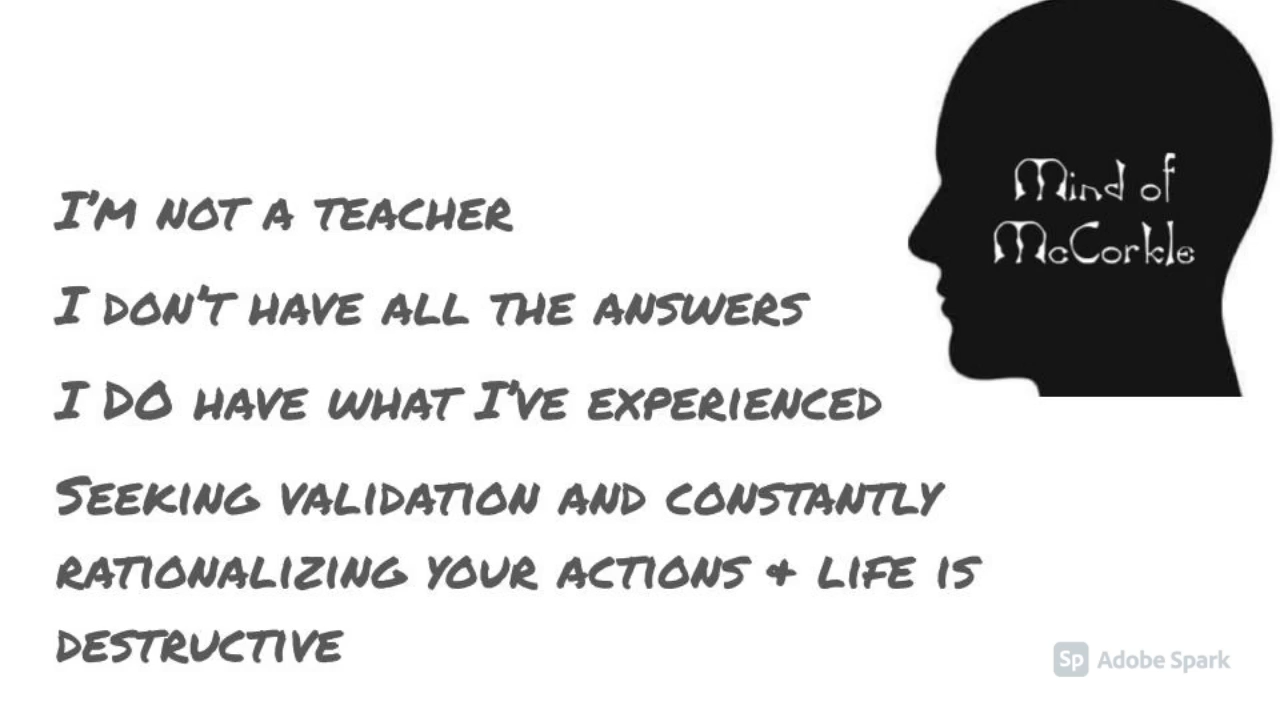 Mind of
McCorkle
I'm not a teacher
I don't have all the answers
I DO have what I've experienced
Seeking validation and constantly
rationalizing your actions & life is
destructive
Sp Adobe Spark